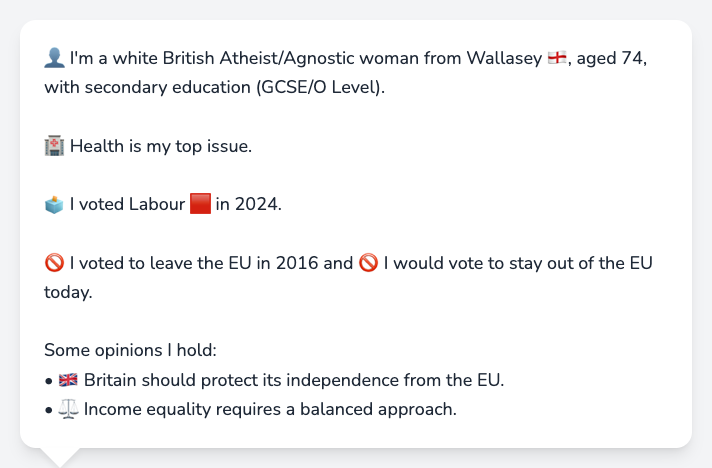 👤 I'm a white British Atheist/Agnostic woman from Wallasey 🏴󠁧󠁢󠁥󠁮󠁧󠁿, aged 74,
with secondary education (GCSE/O Level).
🏥 Health is my top issue.
🗳️ I voted Labour 🟥 in 2024.
🚫 I voted to leave the EU in 2016 and 🚫 I would vote to stay out of the EU
today.
Some opinions I hold:
• 🇬🇧 Britain should protect its independence from the EU.
• ⚖️ Income equality requires a balanced approach.